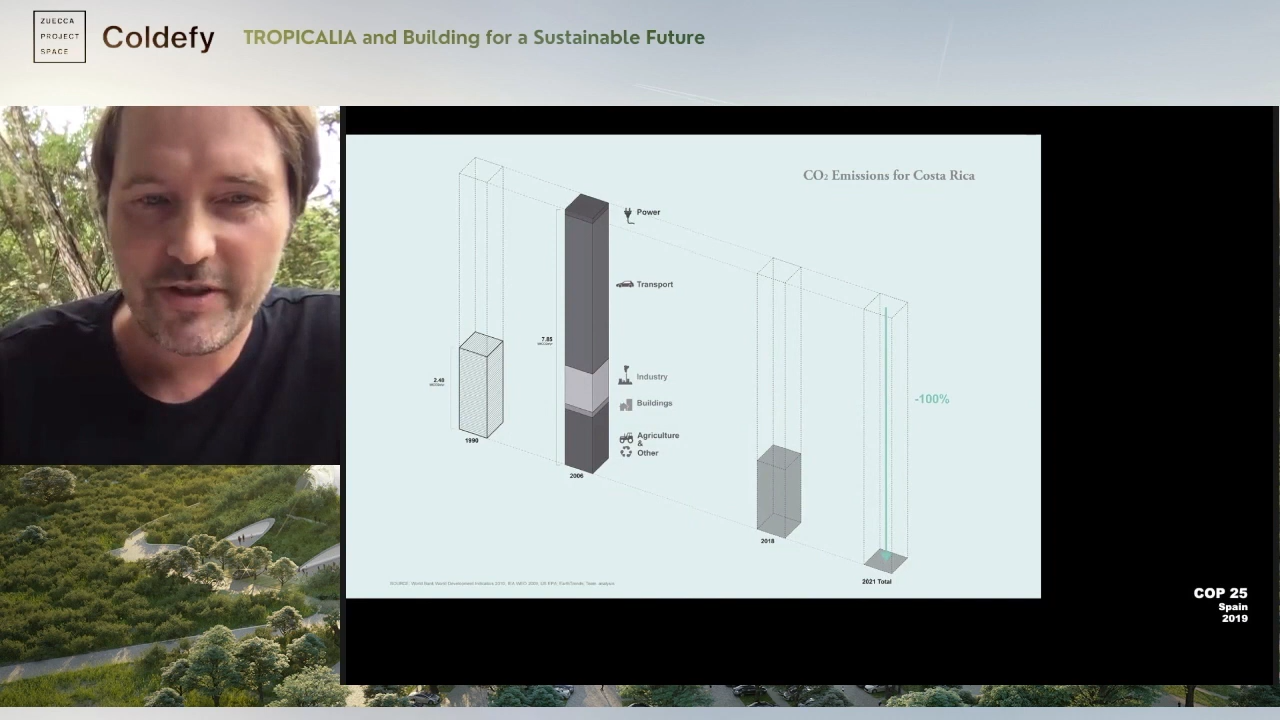 ZUECCA
PROJECT
SPACE
Coldefy
TROPICALIA and Building for a Sustainable Future
CO₂ Emissions for Costa Rica
Power
Transport
7.85
Industry
2.40
Buildings
Agriculture
&
Other
-100%
1990
2006
2018
2021 Total
COP 25
Spain
2019